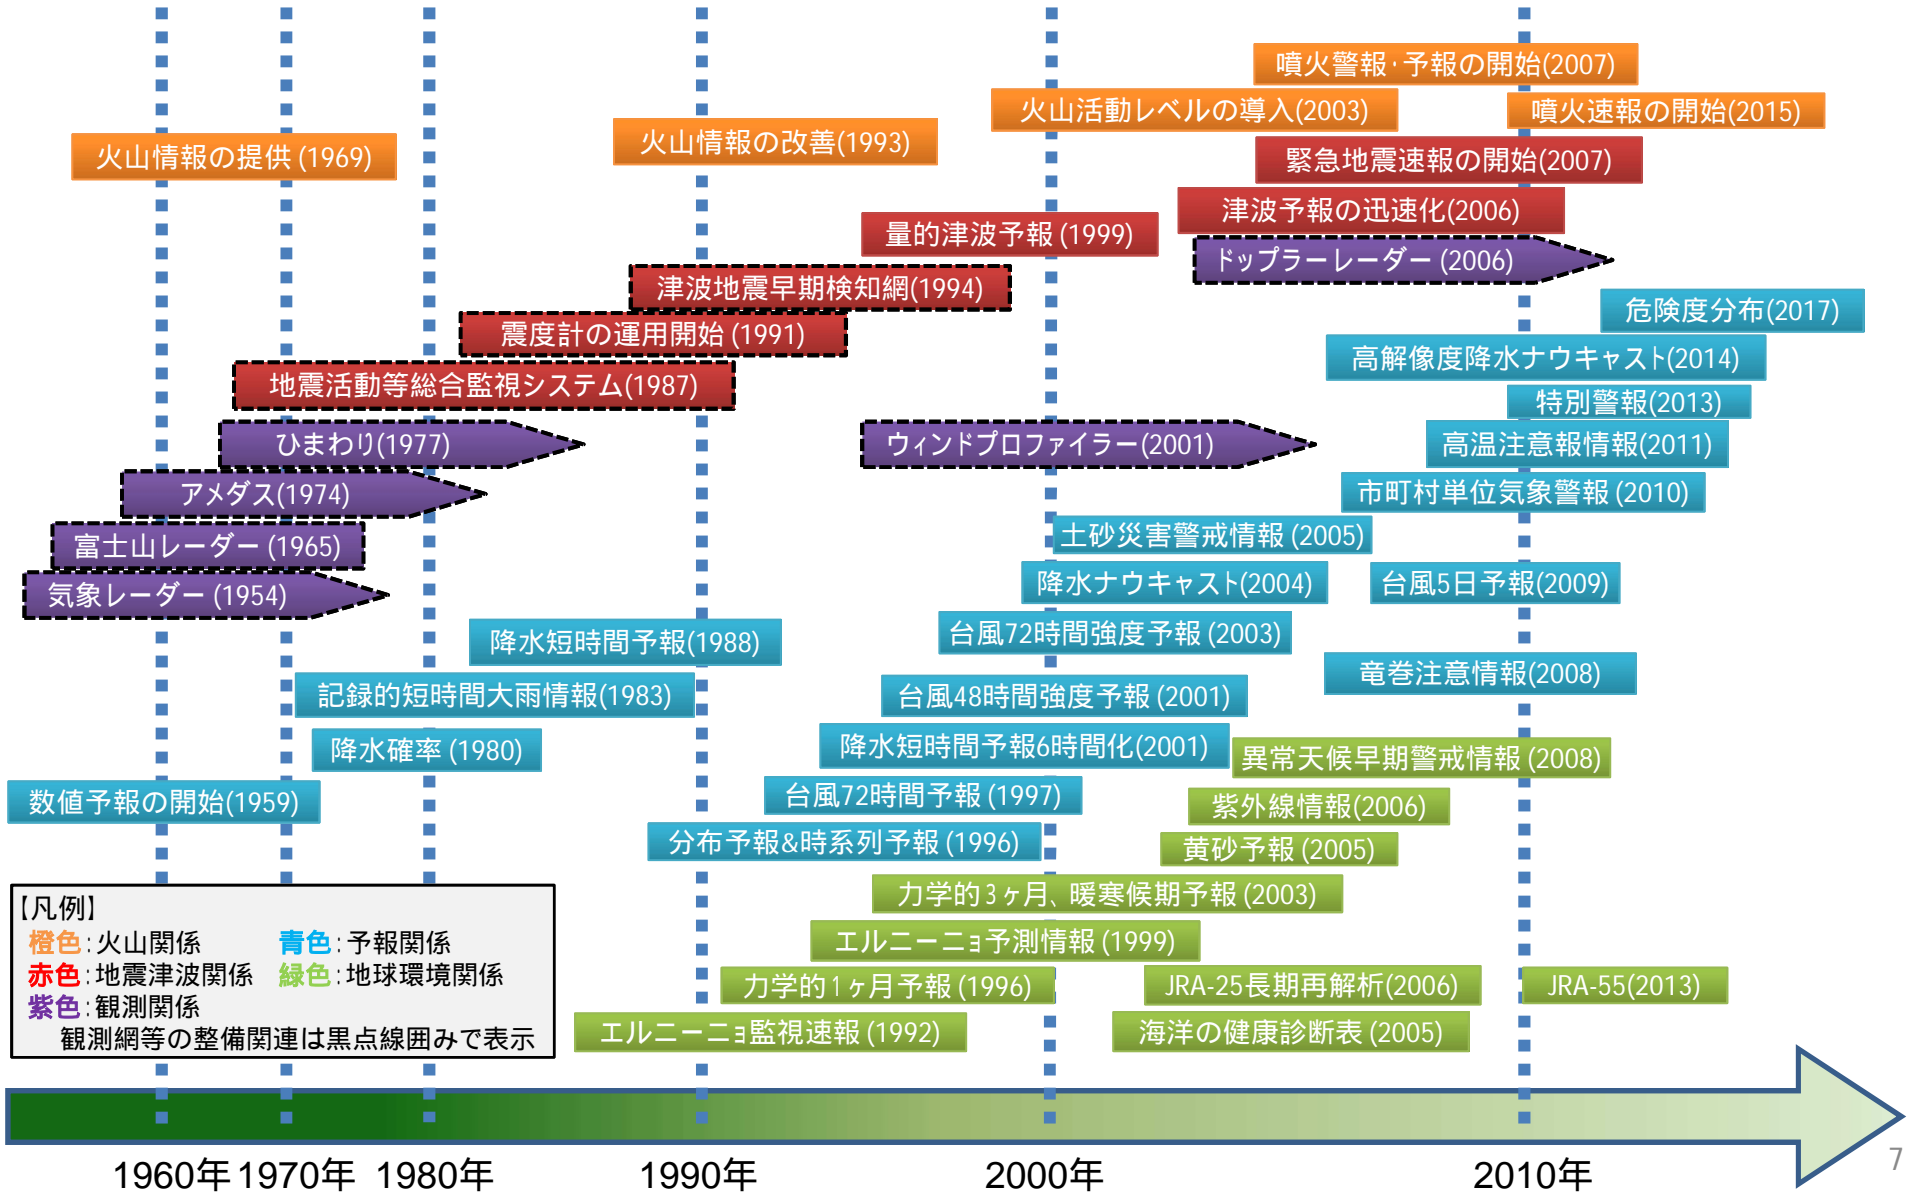 噴火警報・予報の開始(2007)
火山活動レベルの導入(2003)
噴火速報の開始(2015)
火山情報の提供 (1969)
火山情報の改善(1993)
緊急地震速報の開始(2007)
津波予報の迅速化(2006)
量的津波予報 (1999)
ドップラーレーダー (2006)
津波地震早期検知網(1994)
危険度分布(2017)
震度計の運用開始 (1991)
高解像度降水ナウキャスト(2014)
地震活動等総合監視システム(1987)
特別警報(2013)
ひまわり(1977)
ウィンドプロファイラー(2001)
高温注意報情報(2011)
アメダス(1974)
市町村単位気象警報 (2010)
富士山レーダー (1965)
土砂災害警戒情報 (2005)
気象レーダー (1954)
降水ナウキャスト(2004)
台風5日予報(2009)
降水短時間予報(1988)
台風72時間強度予報 (2003)
竜巻注意情報(2008)
記録的短時間大雨情報(1983)
台風48時間強度予報 (2001)
降水確率 (1980)
降水短時間予報6時間化(2001)
異常天候早期警戒情報 (2008)
数値予報の開始(1959)
台風72時間予報 (1997)
紫外線情報(2006)
分布予報&時系列予報 (1996)
黄砂予報 (2005)
力学的3ヶ月、暖寒候期予報 (2003)
エルニーニョ予測情報 (1999)
力学的1ヶ月予報 (1996)
JRA-25長期再解析(2006)
JRA-55(2013)
エルニーニョ監視速報 (1992)
海洋の健康診断表 (2005)
【凡例】
橙色:火山関係 青色:予報関係
赤色:地震津波関係 緑色:地球環境関係
紫色:観測関係
観測網等の整備関連は黒点線囲みで表示
1960年 1970年 1980年 1990年 2000年 2010年
7